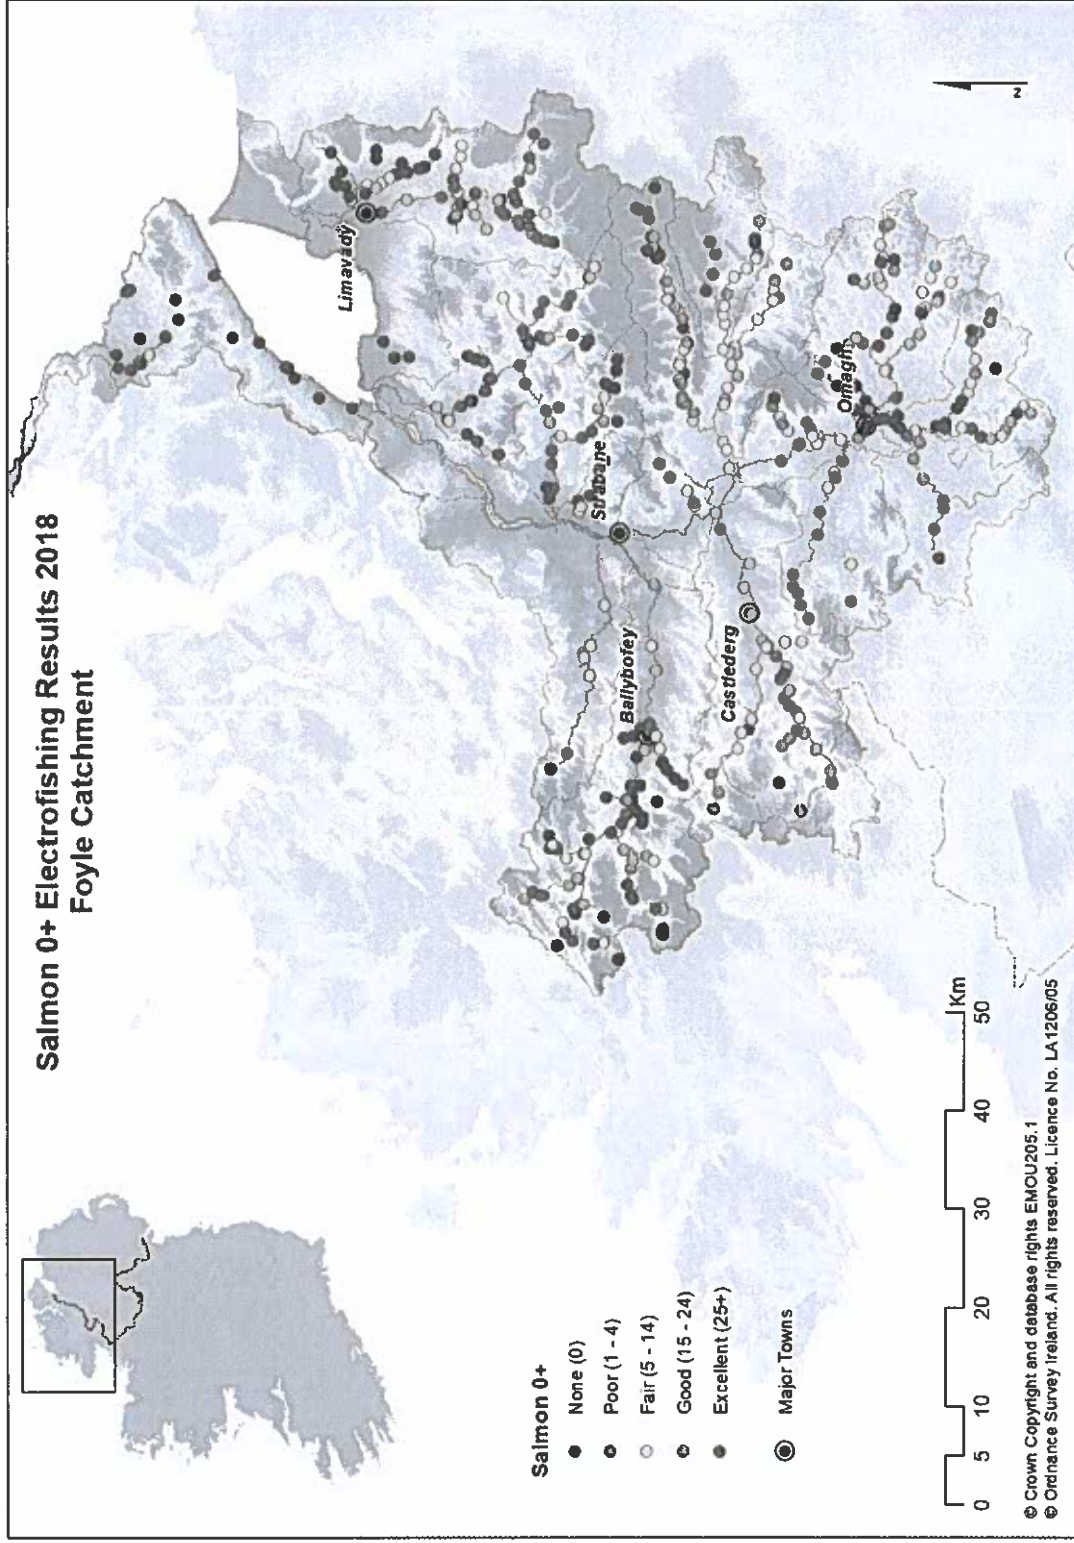 Salmon 0+ Electrofishing Results 2018
Foyle Catchment
Limavady
Strabane
Ballybofey
Castlederg
Omagh
Salmon 0+
None (0)
Poor (1 - 4)
Fair (5 - 14)
Good (15 - 24)
Excellent (25+)
Major Towns
Km
0 5 10 20 30 40 50
z
© Crown Copyright and database rights EMOU205.1
© Ordnance Survey Ireland. All rights reserved. Licence No. LA1206/05